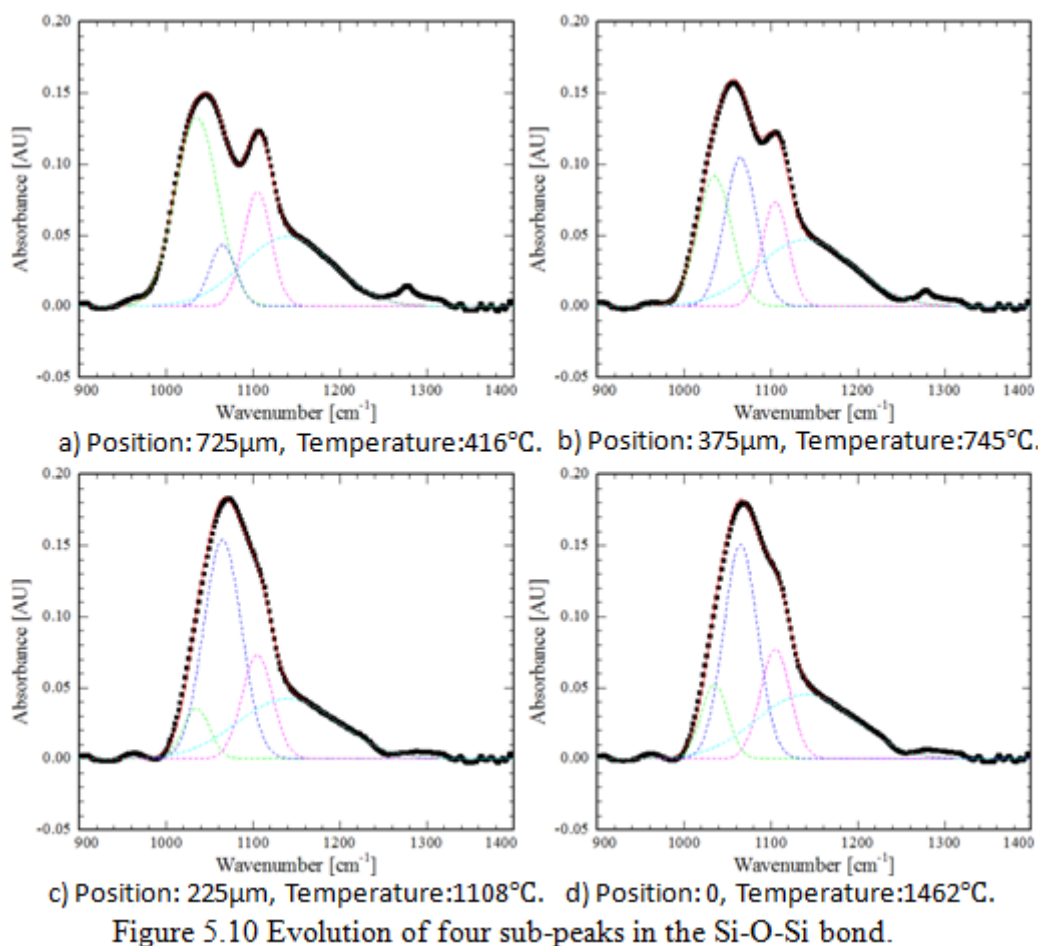 0.20
0.15
0.10
0.05
0.00
-0.05
Absorbance [AU]
900 1000 1100 1200 1300 1400
Wavenumber [cm⁻¹]
a) Position: 725μm, Temperature:416℃.
0.20
0.15
0.10
0.05
0.00
-0.05
Absorbance [AU]
900 1000 1100 1200 1300 1400
Wavenumber [cm⁻¹]
b) Position: 375μm, Temperature:745℃.
0.20
0.15
0.10
0.05
0.00
-0.05
Absorbance [AU]
900 1000 1100 1200 1300 1400
Wavenumber [cm⁻¹]
c) Position: 225μm, Temperature:1108℃.
0.20
0.15
0.10
0.05
0.00
-0.05
Absorbance [AU]
900 1000 1100 1200 1300 1400
Wavenumber [cm⁻¹]
d) Position: 0, Temperature:1462℃.
Figure 5.10 Evolution of four sub-peaks in the Si-O-Si bond.